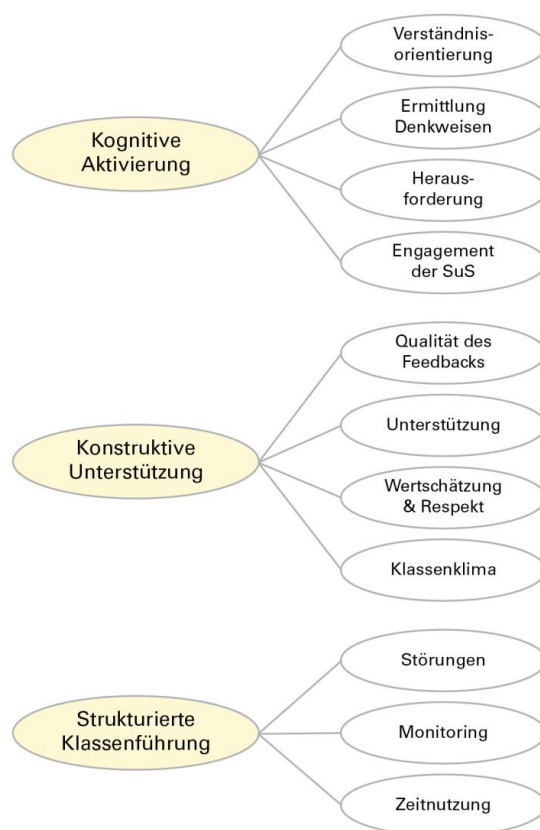 Verständnis-
orientierung
Ermittlung
Denkweisen
Kognitive
Aktivierung
Heraus-
forderung
Engagement
der SuS
Qualität des
Feedbacks
Unterstützung
Konstruktive
Unterstützung
Wertschätzung
& Respekt
Klassenklima
Störungen
Strukturierte
Klassenführung
Monitoring
Zeitnutzung